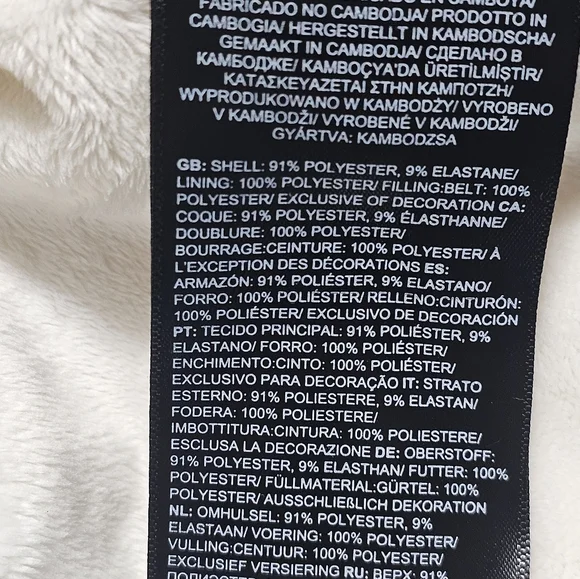 FABRICADO NO CAMBODJA/ PRODOTTO IN
CAMBOGIA/ HERGESTELLT IN KAMBODSCHA/
GEMAAKT IN CAMBODJA/ СДЕЛАНО В
КАМБОДЖЕ/ KAMBOÇYA'DA ÜRETİLMİŞTİR/
ΚΑΤΑΣΚΕΥΑΖΕΤΑΙ ΣΤΗΝ ΚΑΜΠΟΤΖΗ/
WYPRODUKOWANO W KAMBODŻY/ VYROBENO
V KAMBODŽI/ VYROBENÉ V KAMBODŽI/
GYÁRTVA: KAMBODZSA
GB: SHELL: 91% POLYESTER, 9% ELASTANE/
LINING: 100% POLYESTER/ FILLING:BELT: 100%
POLYESTER/ EXCLUSIVE OF DECORATION CA:
COQUE: 91% POLYESTER, 9% ÉLASTHANNE/
DOUBLURE: 100% POLYESTER/
BOURRAGE:CEINTURE: 100% POLYESTER/ À
L'EXCEPTION DES DÉCORATIONS ES:
ARMAZÓN: 91% POLIÉSTER, 9% ELASTANO/
FORRO: 100% POLIÉSTER/ RELLENO:CINTURÓN:
100% POLIÉSTER/ EXCLUSIVO DE DECORACIÓN
PT: TECIDO PRINCIPAL: 91% POLIÉSTER, 9%
ELASTANO/ FORRO: 100% POLIÉSTER/
ENCHIMENTO:CINTO: 100% POLIÉSTER/
EXCLUSIVO PARA DECORAÇÃO IT: STRATO
ESTERNO: 91% POLIESTERE, 9% ELASTAN/
FODERA: 100% POLIESTERE/
IMBOTTITURA:CINTURA: 100% POLIESTERE/
ESCLUSA LA DECORAZIONE DE: OBERSTOFF:
91% POLYESTER, 9% ELASTHAN/ FUTTER: 100%
POLYESTER/ FÜLLMATERIAL:GÜRTEL: 100%
POLYESTER/ AUSSCHLIEßLICH DEKORATION
NL: OMHULSEL: 91% POLYESTER, 9%
ELASTAAN/ VOERING: 100% POLYESTER/
VULLING:CENTUUR: 100% POLYESTER/
EXCLUSIEF VERSIERING RU: ВЕРХ: 91%